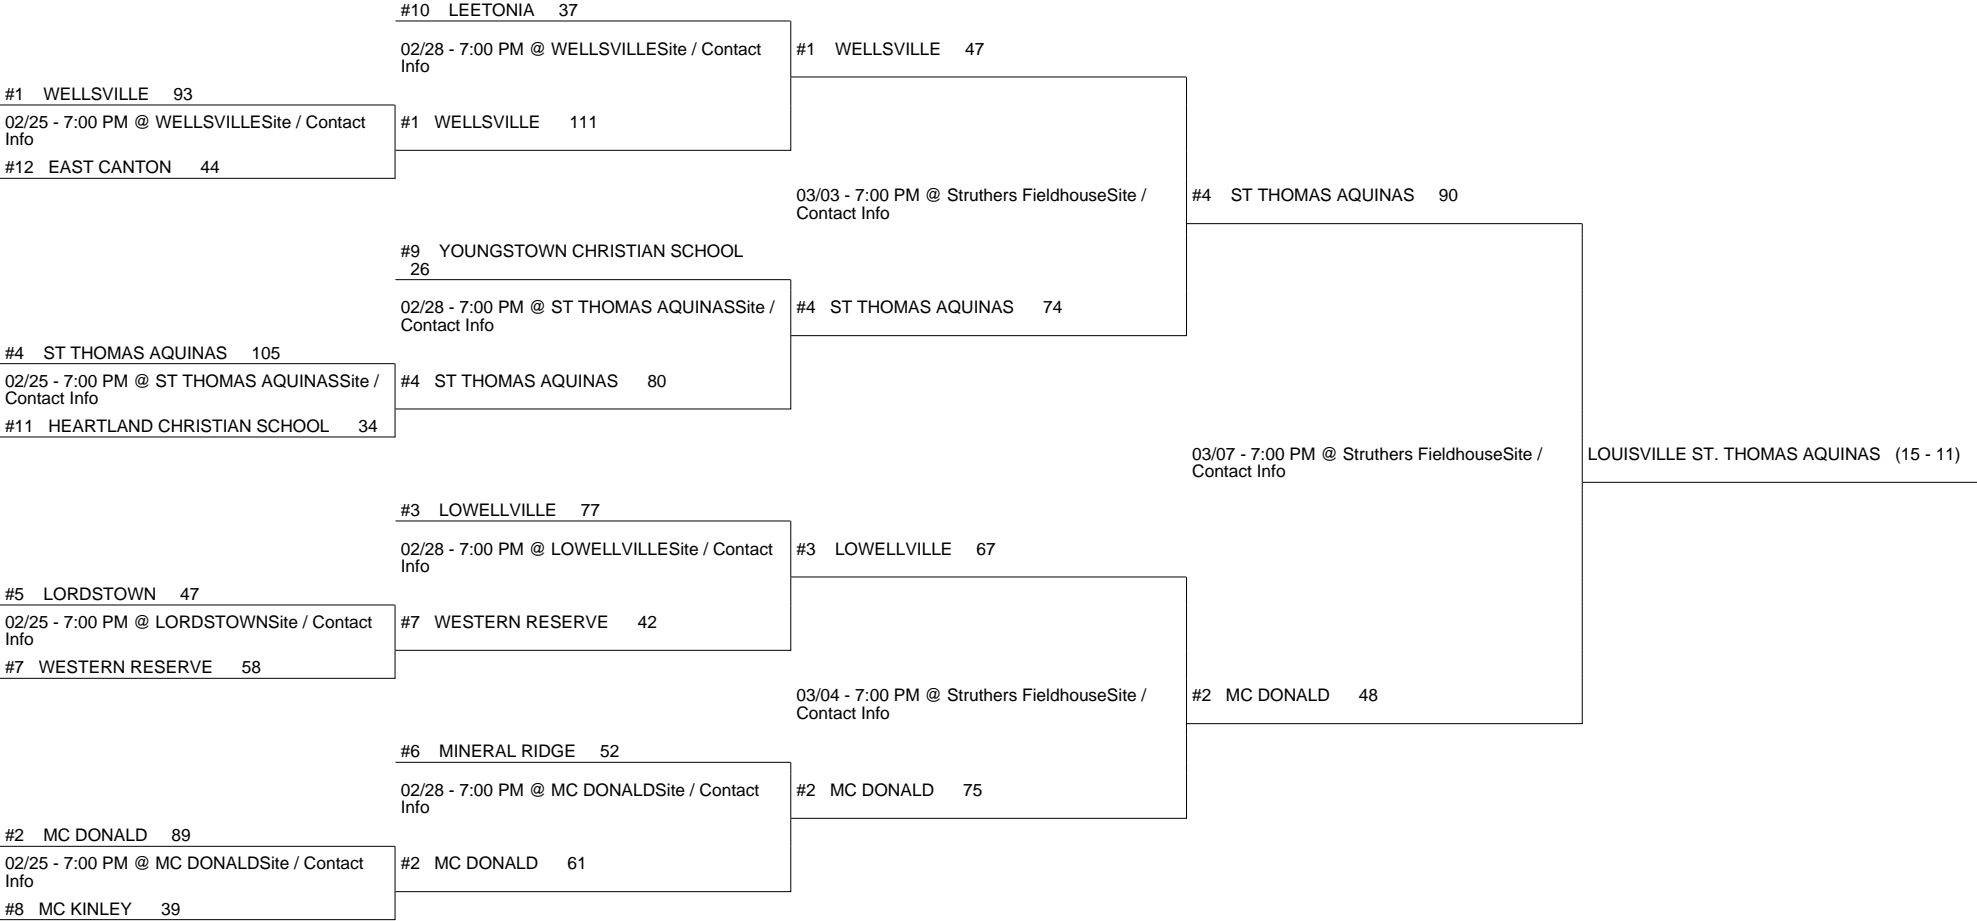 #10 LEETONIA 37
02/28 - 7:00 PM @ WELLSVILLESite / Contact
Info
#1 WELLSVILLE 47
#1 WELLSVILLE 93
02/25 - 7:00 PM @ WELLSVILLESite / Contact
Info
#1 WELLSVILLE 111
#12 EAST CANTON 44
03/03 - 7:00 PM @ Struthers FieldhouseSite /
Contact Info
#4 ST THOMAS AQUINAS 90
#9 YOUNGSTOWN CHRISTIAN SCHOOL
26
02/28 - 7:00 PM @ ST THOMAS AQUINASSite /
Contact Info
#4 ST THOMAS AQUINAS 74
#4 ST THOMAS AQUINAS 105
02/25 - 7:00 PM @ ST THOMAS AQUINASSite /
Contact Info
#4 ST THOMAS AQUINAS 80
#11 HEARTLAND CHRISTIAN SCHOOL 34
03/07 - 7:00 PM @ Struthers FieldhouseSite /
Contact Info
LOUISVILLE ST. THOMAS AQUINAS (15 - 11)
#3 LOWELLVILLE 77
02/28 - 7:00 PM @ LOWELLVILLESite / Contact
Info
#3 LOWELLVILLE 67
#5 LORDSTOWN 47
02/25 - 7:00 PM @ LORDSTOWNSite / Contact
Info
#7 WESTERN RESERVE 42
#7 WESTERN RESERVE 58
03/04 - 7:00 PM @ Struthers FieldhouseSite /
Contact Info
#2 MC DONALD 48
#6 MINERAL RIDGE 52
02/28 - 7:00 PM @ MC DONALDSite / Contact
Info
#2 MC DONALD 75
#2 MC DONALD 89
02/25 - 7:00 PM @ MC DONALDSite / Contact
Info
#2 MC DONALD 61
#8 MC KINLEY 39